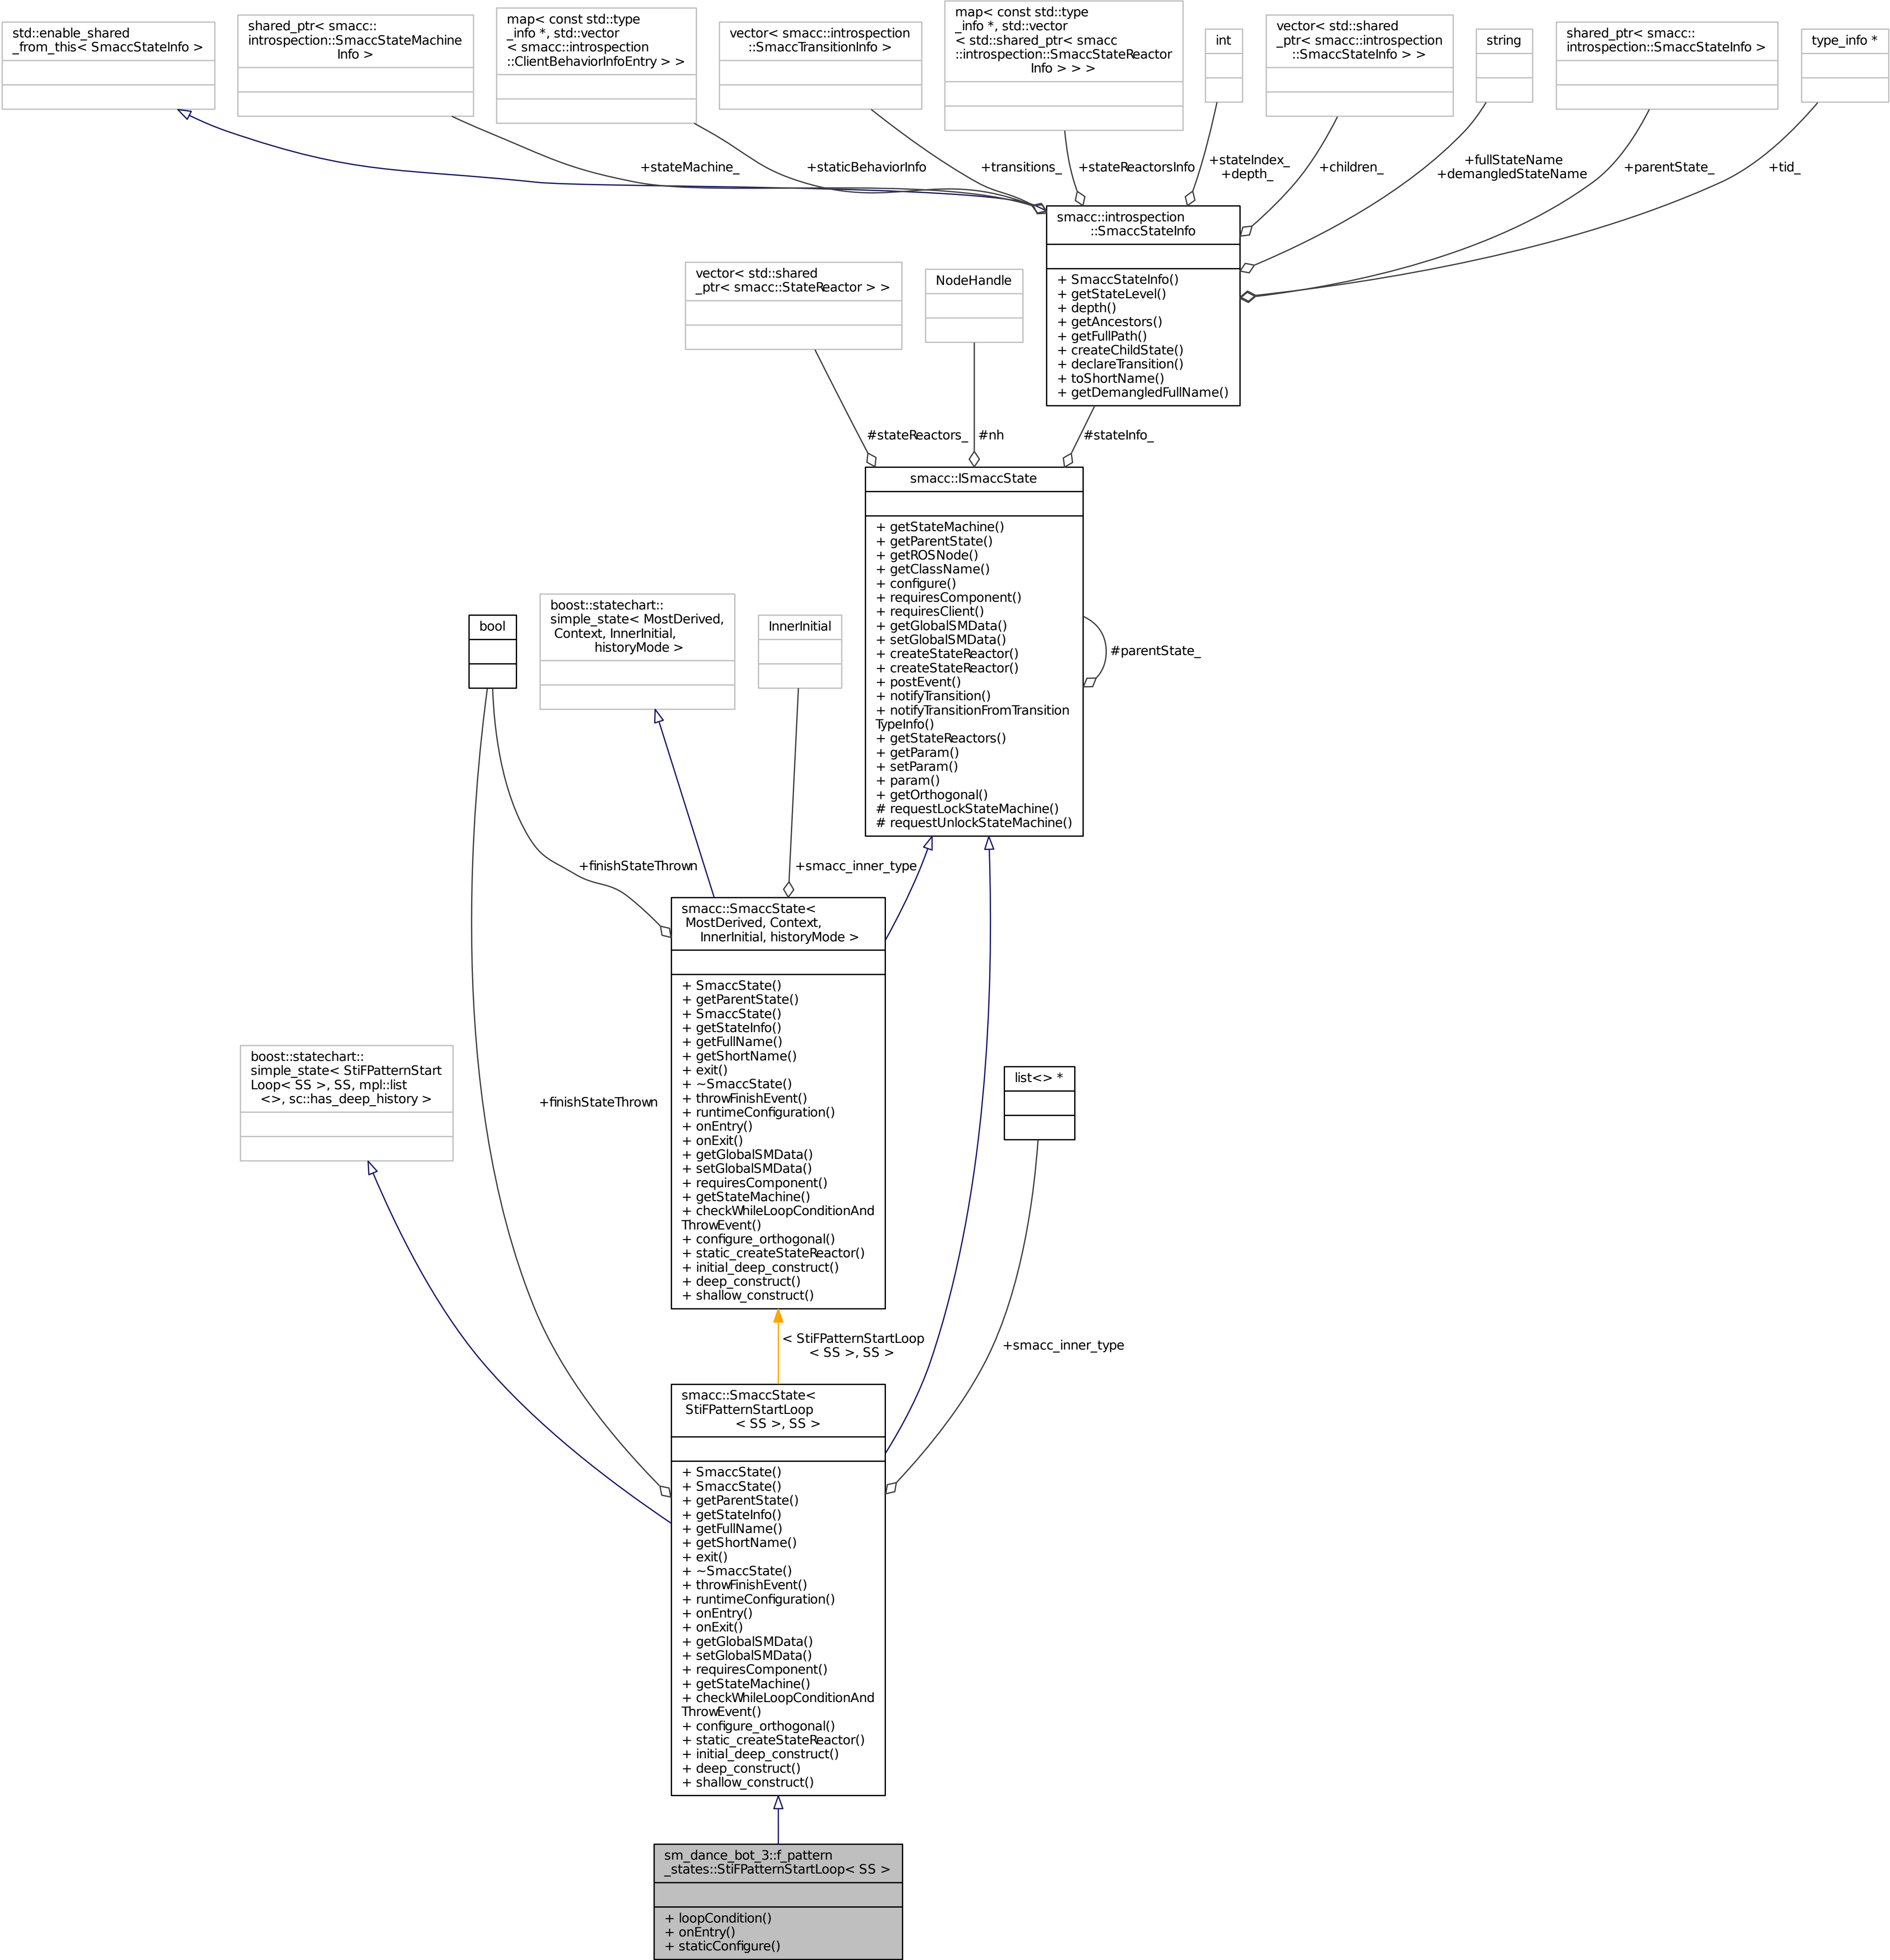 std::enable_shared
_from_this< SmaccStateInfo >
shared_ptr< smacc::
introspection::SmaccStateMachine
Info >
map< const std::type
_info *, std::vector
< smacc::introspection
::ClientBehaviorInfoEntry > >
vector< smacc::introspection
::SmaccTransitionInfo >
map< const std::type
_info *, std::vector
< std::shared_ptr< smacc
::introspection::SmaccStateReactor
Info > > >
int
vector< std::shared
_ptr< smacc::introspection
::SmaccStateInfo > >
string
shared_ptr< smacc::
introspection::SmaccStateInfo >
type_info *
+stateMachine_
+staticBehaviorInfo
+transitions_
+stateReactorsInfo
+stateIndex_
+depth_
+children_
+fullStateName
+demangledStateName
+parentState_
+tid_
smacc::introspection
::SmaccStateInfo
+ SmaccStateInfo()
+ getStateLevel()
+ depth()
+ getAncestors()
+ getFullPath()
+ createChildState()
+ declareTransition()
+ toShortName()
+ getDemangledFullName()
vector< std::shared
_ptr< smacc::StateReactor > >
NodeHandle
#stateReactors_
#nh
#stateInfo_
smacc::ISmaccState
+ getStateMachine()
+ getParentState()
+ getROSNode()
+ getClassName()
+ configure()
+ requiresComponent()
+ requiresClient()
+ getGlobalSMData()
+ setGlobalSMData()
+ createStateReactor()
+ createStateReactor()
+ postEvent()
+ notifyTransition()
+ notifyTransitionFromTransition
TypeInfo()
+ getStateReactors()
+ getParam()
+ setParam()
+ param()
+ getOrthogonal()
# requestLockStateMachine()
# requestUnlockStateMachine()
#parentState_
bool
boost::statechart::
simple_state< MostDerived,
Context, InnerInitial,
historyMode >
InnerInitial
+finishStateThrown
+smacc_inner_type
smacc::SmaccState<
MostDerived, Context,
InnerInitial, historyMode >
+ SmaccState()
+ getParentState()
+ SmaccState()
+ getStateInfo()
+ getFullName()
+ getShortName()
+ exit()
+ ~SmaccState()
+ throwFinishEvent()
+ runtimeConfiguration()
+ onEntry()
+ onExit()
+ getGlobalSMData()
+ setGlobalSMData()
+ requiresComponent()
+ getStateMachine()
+ checkWhileLoopConditionAnd
ThrowEvent()
+ configure_orthogonal()
+ static_createStateReactor()
+ initial_deep_construct()
+ deep_construct()
+ shallow_construct()
boost::statechart::
simple_state< StiFPatternStart
Loop< SS >, SS, mpl::list
<>, sc::has_deep_history >
+finishStateThrown
list<> *
< StiFPatternStartLoop
< SS >, SS >
+smacc_inner_type
smacc::SmaccState<
StiFPatternStartLoop
< SS >, SS >
+ SmaccState()
+ SmaccState()
+ getParentState()
+ getStateInfo()
+ getFullName()
+ getShortName()
+ exit()
+ ~SmaccState()
+ throwFinishEvent()
+ runtimeConfiguration()
+ onEntry()
+ onExit()
+ getGlobalSMData()
+ setGlobalSMData()
+ requiresComponent()
+ getStateMachine()
+ checkWhileLoopConditionAnd
ThrowEvent()
+ configure_orthogonal()
+ static_createStateReactor()
+ initial_deep_construct()
+ deep_construct()
+ shallow_construct()
sm_dance_bot_3::f_pattern
_states::StiFPatternStartLoop< SS >
+ loopCondition()
+ onEntry()
+ staticConfigure()